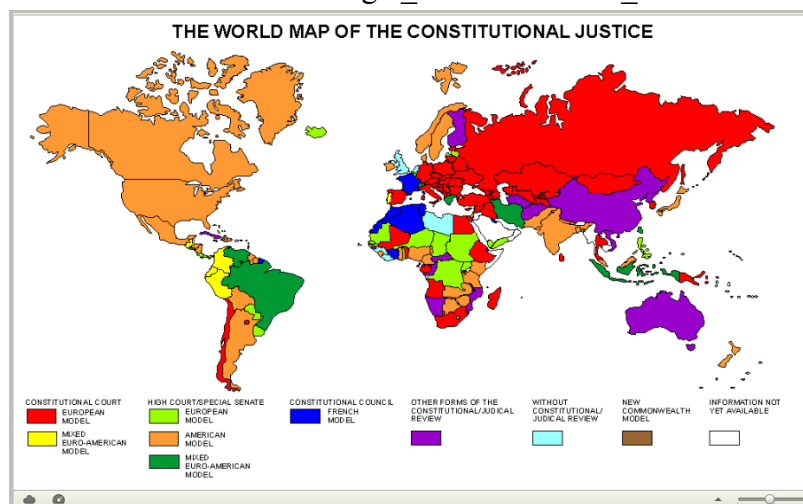 THE WORLD MAP OF THE CONSTITUTIONAL JUSTICE
CONSTITUTIONAL COURT
EUROPEAN
MODEL
MIXED
EURO-AMERICAN
MODEL
HIGH COURT/SPECIAL SENATE
EUROPEAN
MODEL
AMERICAN
MODEL
MIXED
EURO-AMERICAN
MODEL
CONSTITUTIONAL COUNCIL
FRENCH
MODEL
OTHER FORMS OF THE
CONSTITUTIONAL/JUDICAL
REVIEW
WITHOUT
CONSTITUTIONAL/
JUDICAL REVIEW
NEW
COMMONWEALTH
MODEL
INFORMATION NOT
YET AVAILABLE